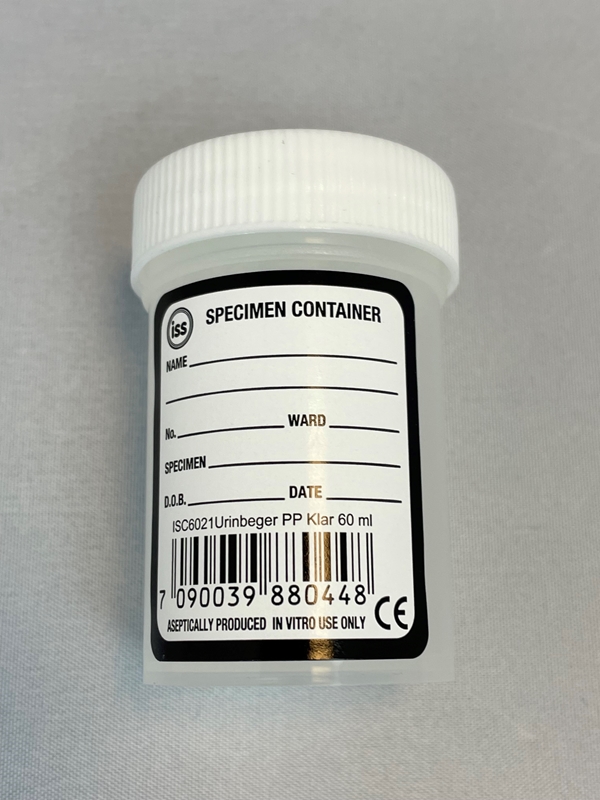 iss
SPECIMEN CONTAINER
NAME
No. WARD
SPECIMEN
D.O.B. DATE
ISC6021Urinbeger PP Klar 60 ml
7 090039 880448
CE
ASEPTICALLY PRODUCED IN VITRO USE ONLY